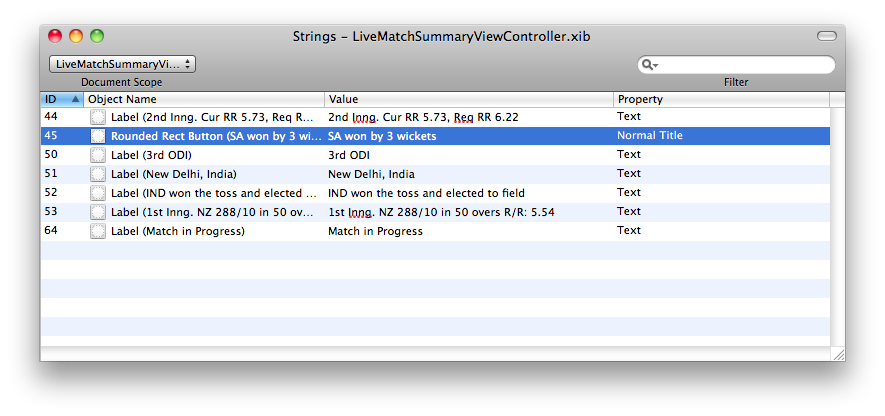 Strings – LiveMatchSummaryViewController.xib
LiveMatchSummaryVi...
Document Scope
Filter
ID Object Name Value Property
44 Label (2nd Inng. Cur RR 5.73, Req R... 2nd Inng. Cur RR 5.73, Req RR 6.22 Text
45 Rounded Rect Button (SA won by 3 wi... SA won by 3 wickets Normal Title
50 Label (3rd ODI) 3rd ODI Text
51 Label (New Delhi, India) New Delhi, India Text
52 Label (IND won the toss and elected ... IND won the toss and elected to field Text
53 Label (1st Inng. NZ 288/10 in 50 ov... 1st Inng. NZ 288/10 in 50 overs R/R: 5.54 Text
64 Label (Match in Progress) Match in Progress Text